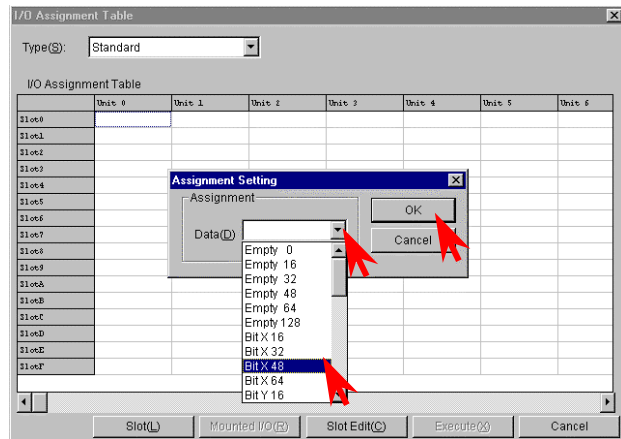 I/O Assignment Table
Type(S): Standard
I/O Assignment Table
Unit 0 Unit 1 Unit 2 Unit 3 Unit 4 Unit 5 Unit 6
Slot0
Slot1
Slot2
Slot3
Slot4
Slot5
Slot6
Slot7
Slot8
Slot9
SlotA
SlotB
SlotC
SlotD
SlotE
SlotF
Assignment Setting
Assignment
Data(D)
OK
Cancel
Empty 0
Empty 16
Empty 32
Empty 48
Empty 64
Empty 128
Bit X 16
Bit X 32
Bit X 48
Bit X 64
Bit Y 16
Slot(L) Mounted I/O(R) Slot Edit(C) Execute(X) Cancel